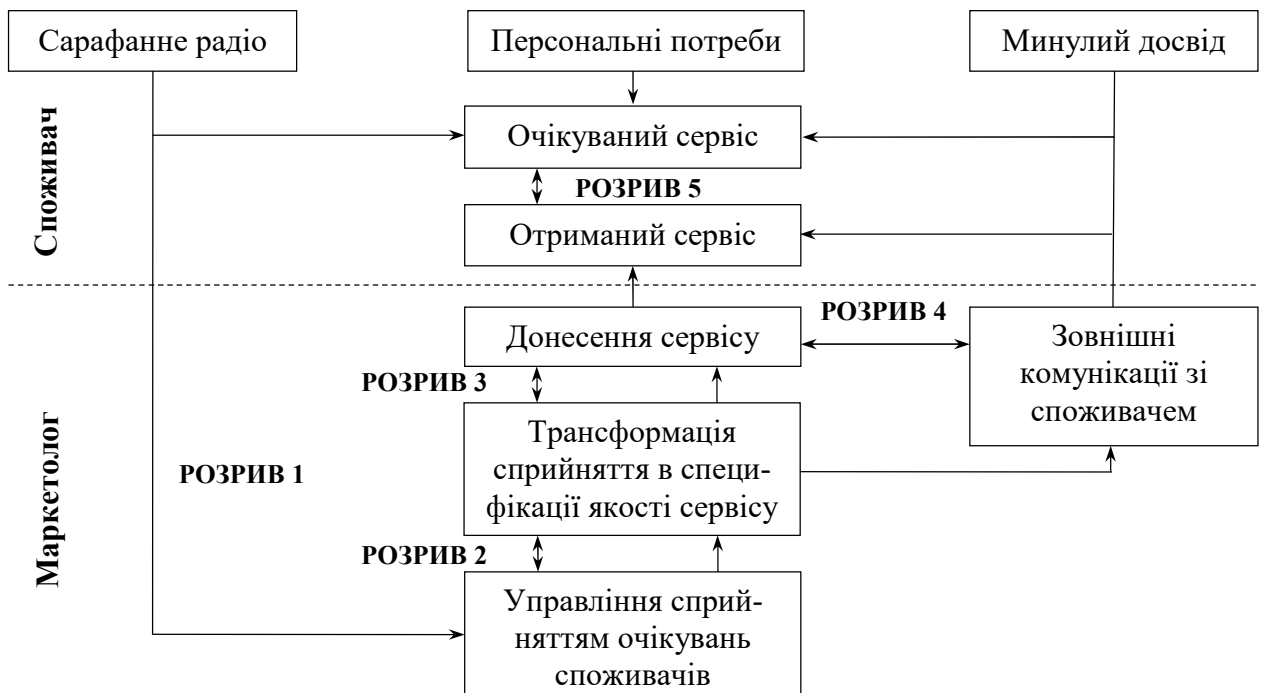 Сарафанне радіо
Персональні потреби
Минулий досвід
Споживач
Очікуваний сервіс
РОЗРИВ 5
Отриманий сервіс
Маркетолог
Донесення сервісу
РОЗРИВ 4
Зовнішні
комунікації зі
споживачем
РОЗРИВ 3
Трансформація
сприйняття в специ-
фікації якості сервісу
РОЗРИВ 1
РОЗРИВ 2
Управління сприй-
няттям очікувань
споживачів